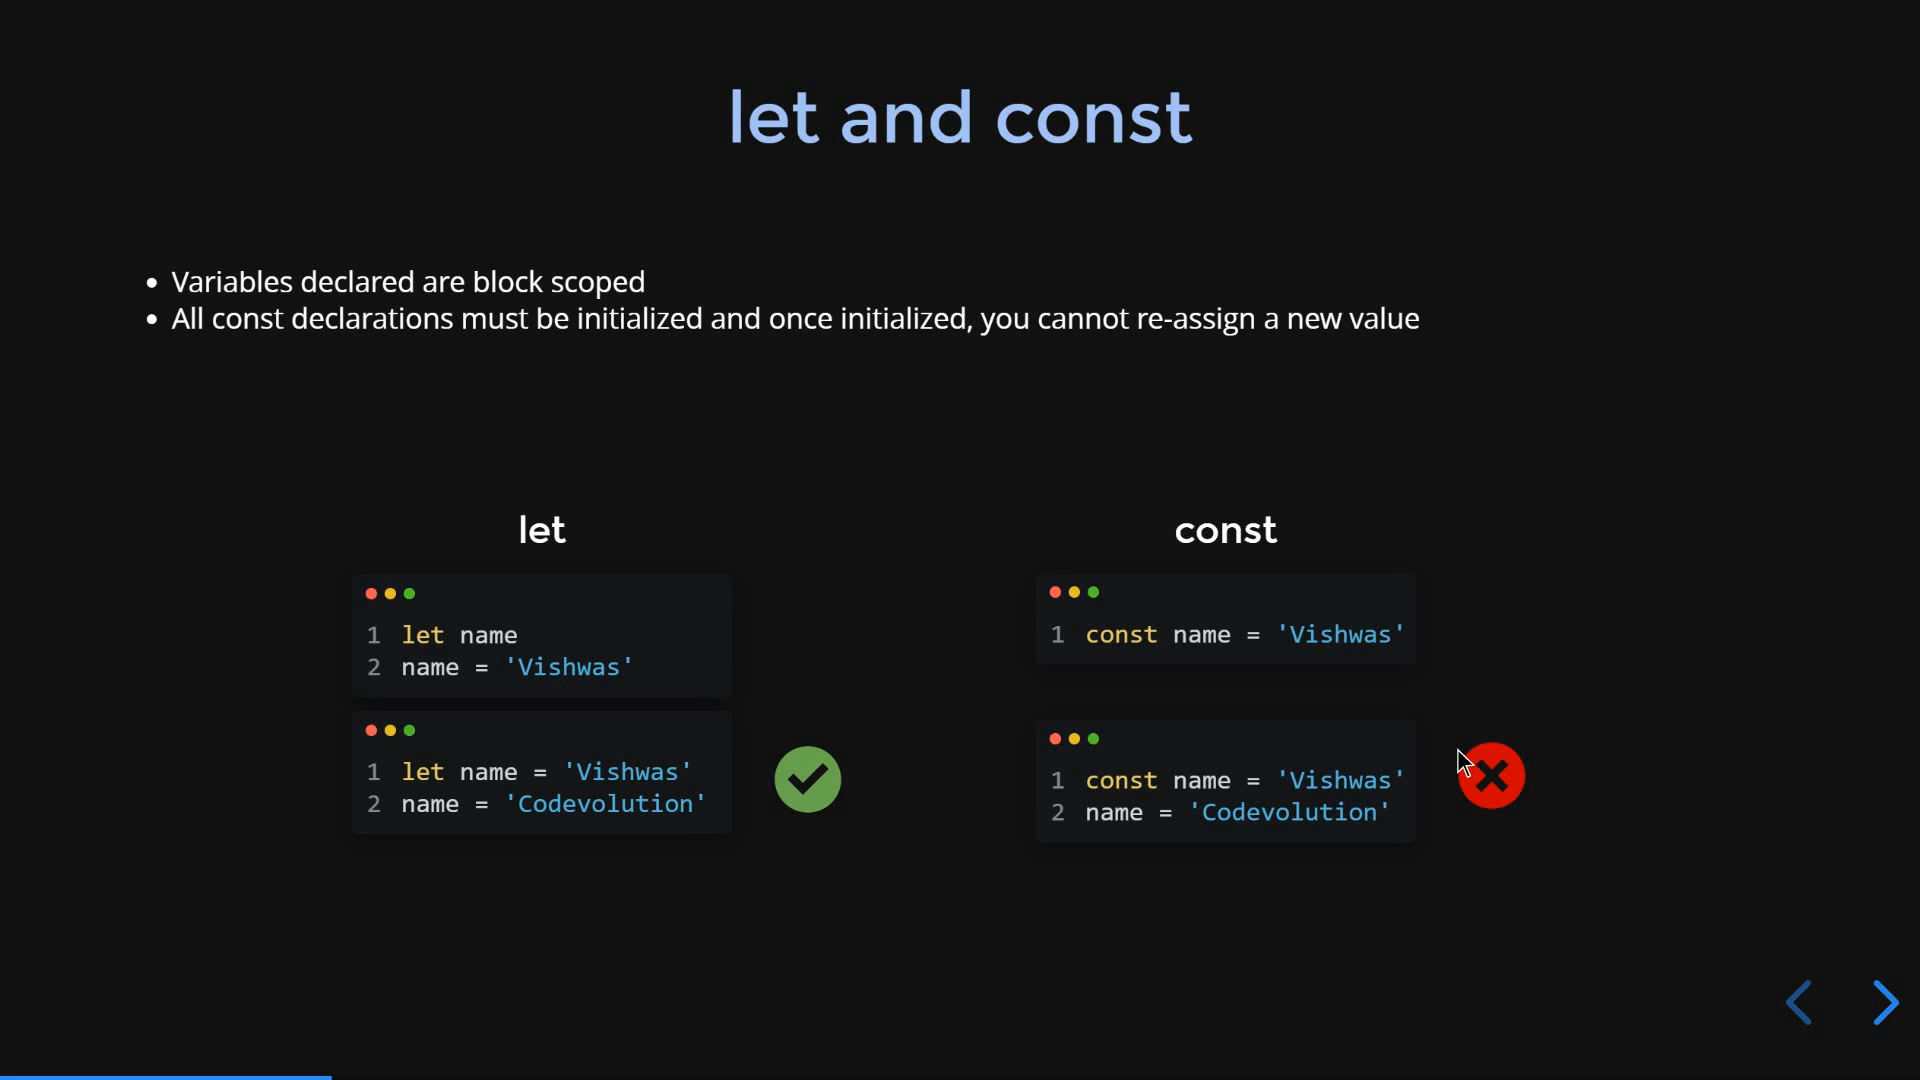 let and const
• Variables declared are block scoped
• All const declarations must be initialized and once initialized, you cannot re-assign a new value
let
1 let name
2 name = 'Vishwas'
1 let name = 'Vishwas'
2 name = 'Codevolution'
const
1 const name = 'Vishwas'
1 const name = 'Vishwas'
2 name = 'Codevolution'